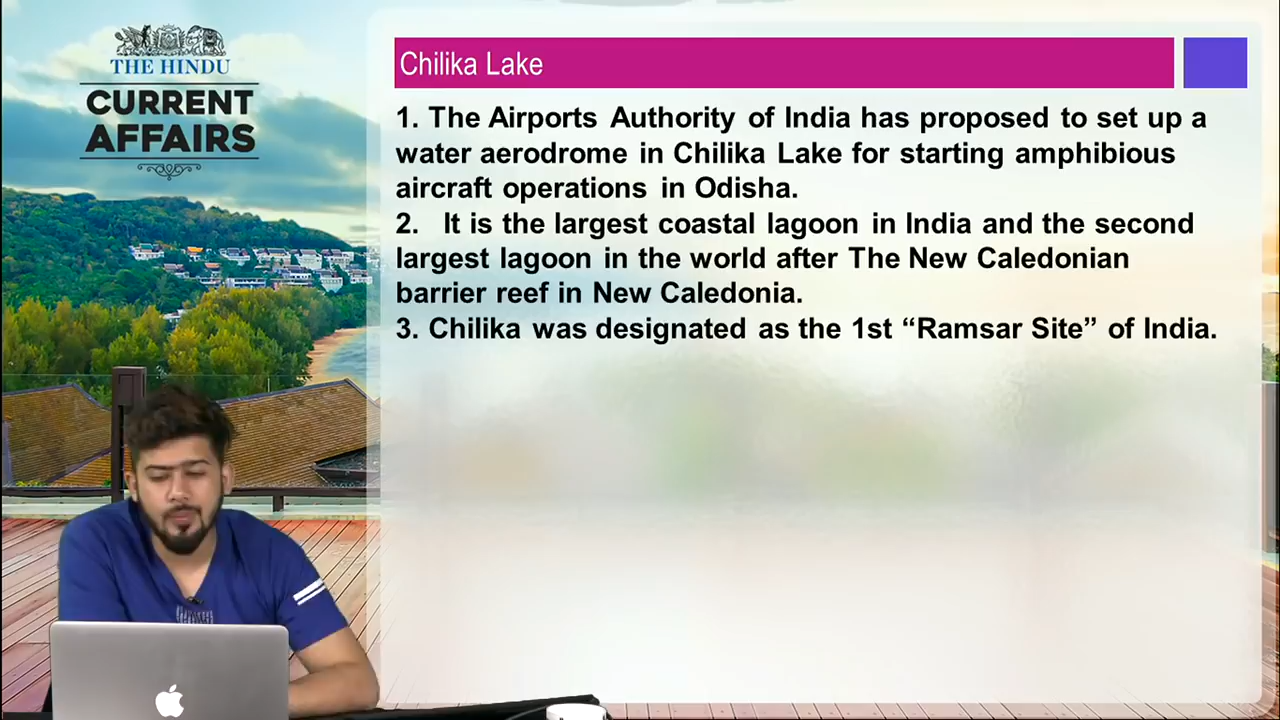 THE HINDU
CURRENT
AFFAIRS
Chilika Lake
1. The Airports Authority of India has proposed to set up a
water aerodrome in Chilika Lake for starting amphibious
aircraft operations in Odisha.
2. It is the largest coastal lagoon in India and the second
largest lagoon in the world after The New Caledonian
barrier reef in New Caledonia.
3. Chilika was designated as the 1st “Ramsar Site” of India.